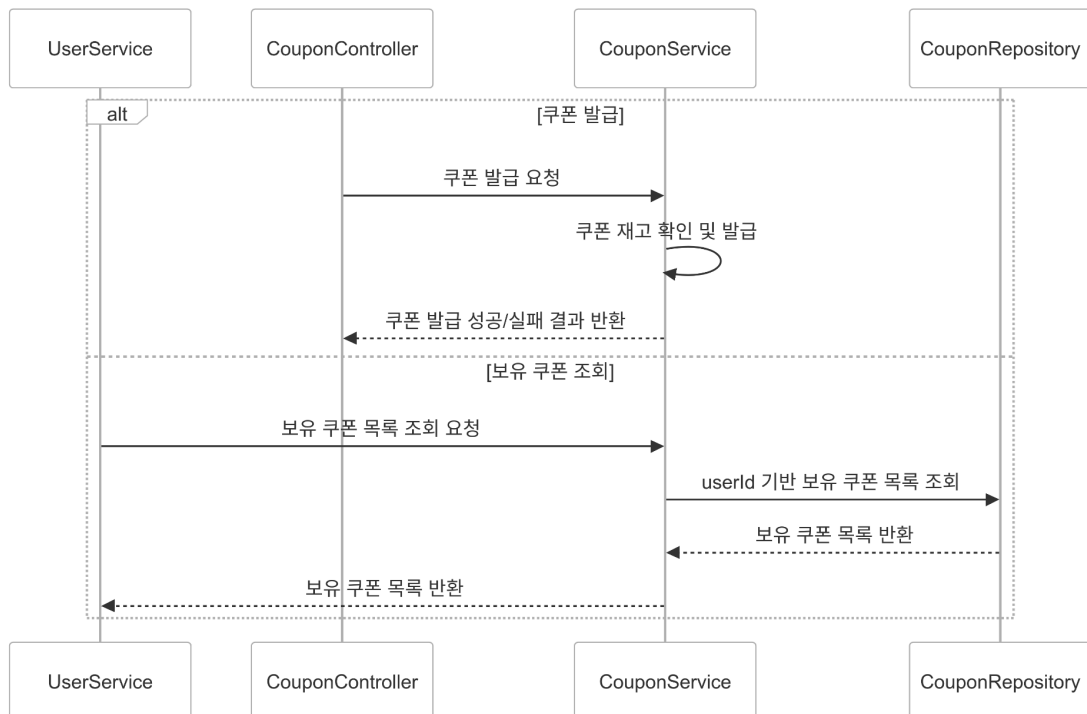 UserService
CouponController
CouponService
CouponRepository
alt
[쿠폰 발급]
쿠폰 발급 요청
쿠폰 재고 확인 및 발급
쿠폰 발급 성공/실패 결과 반환
[보유 쿠폰 조회]
보유 쿠폰 목록 조회 요청
userId 기반 보유 쿠폰 목록 조회
보유 쿠폰 목록 반환
보유 쿠폰 목록 반환
UserService
CouponController
CouponService
CouponRepository